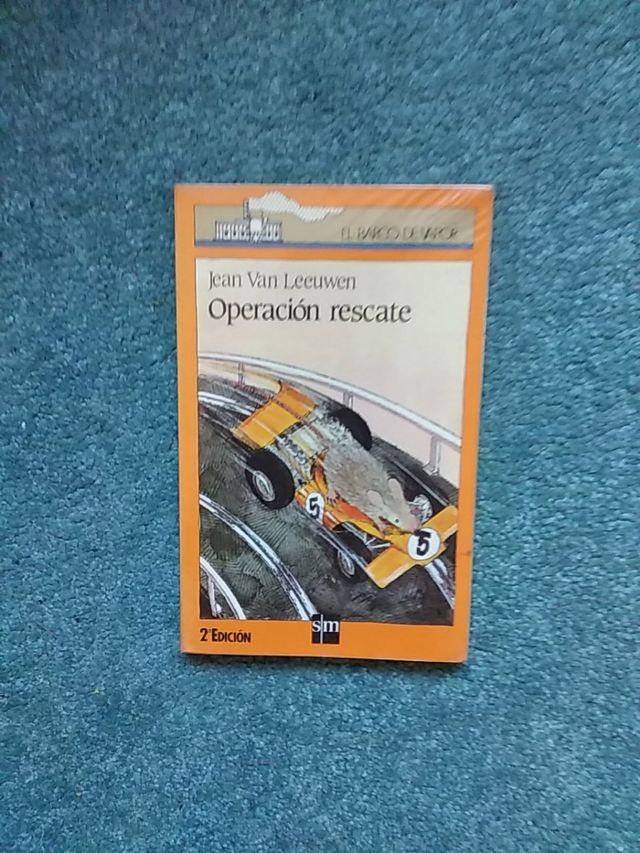 EL BARCO DE VAPOR
Jean Van Leeuwen
Operación rescate
5
5
2ª EDICIÓN
sm